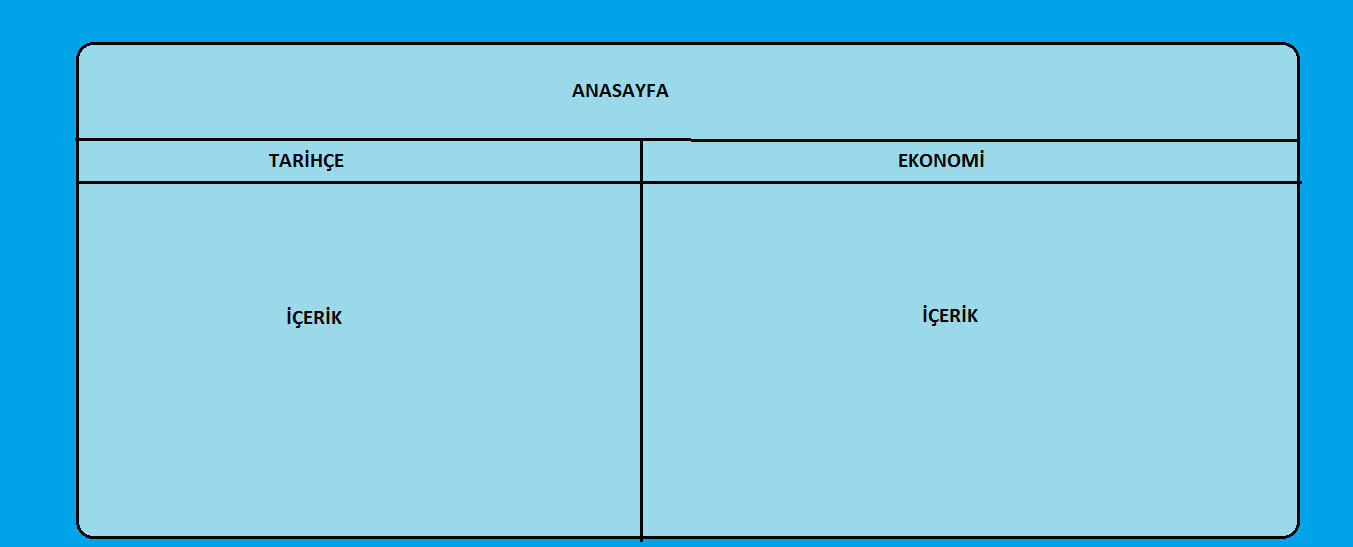 ANASAYFA
TARİHÇE
EKONOMİ
İÇERİK
İÇERİK